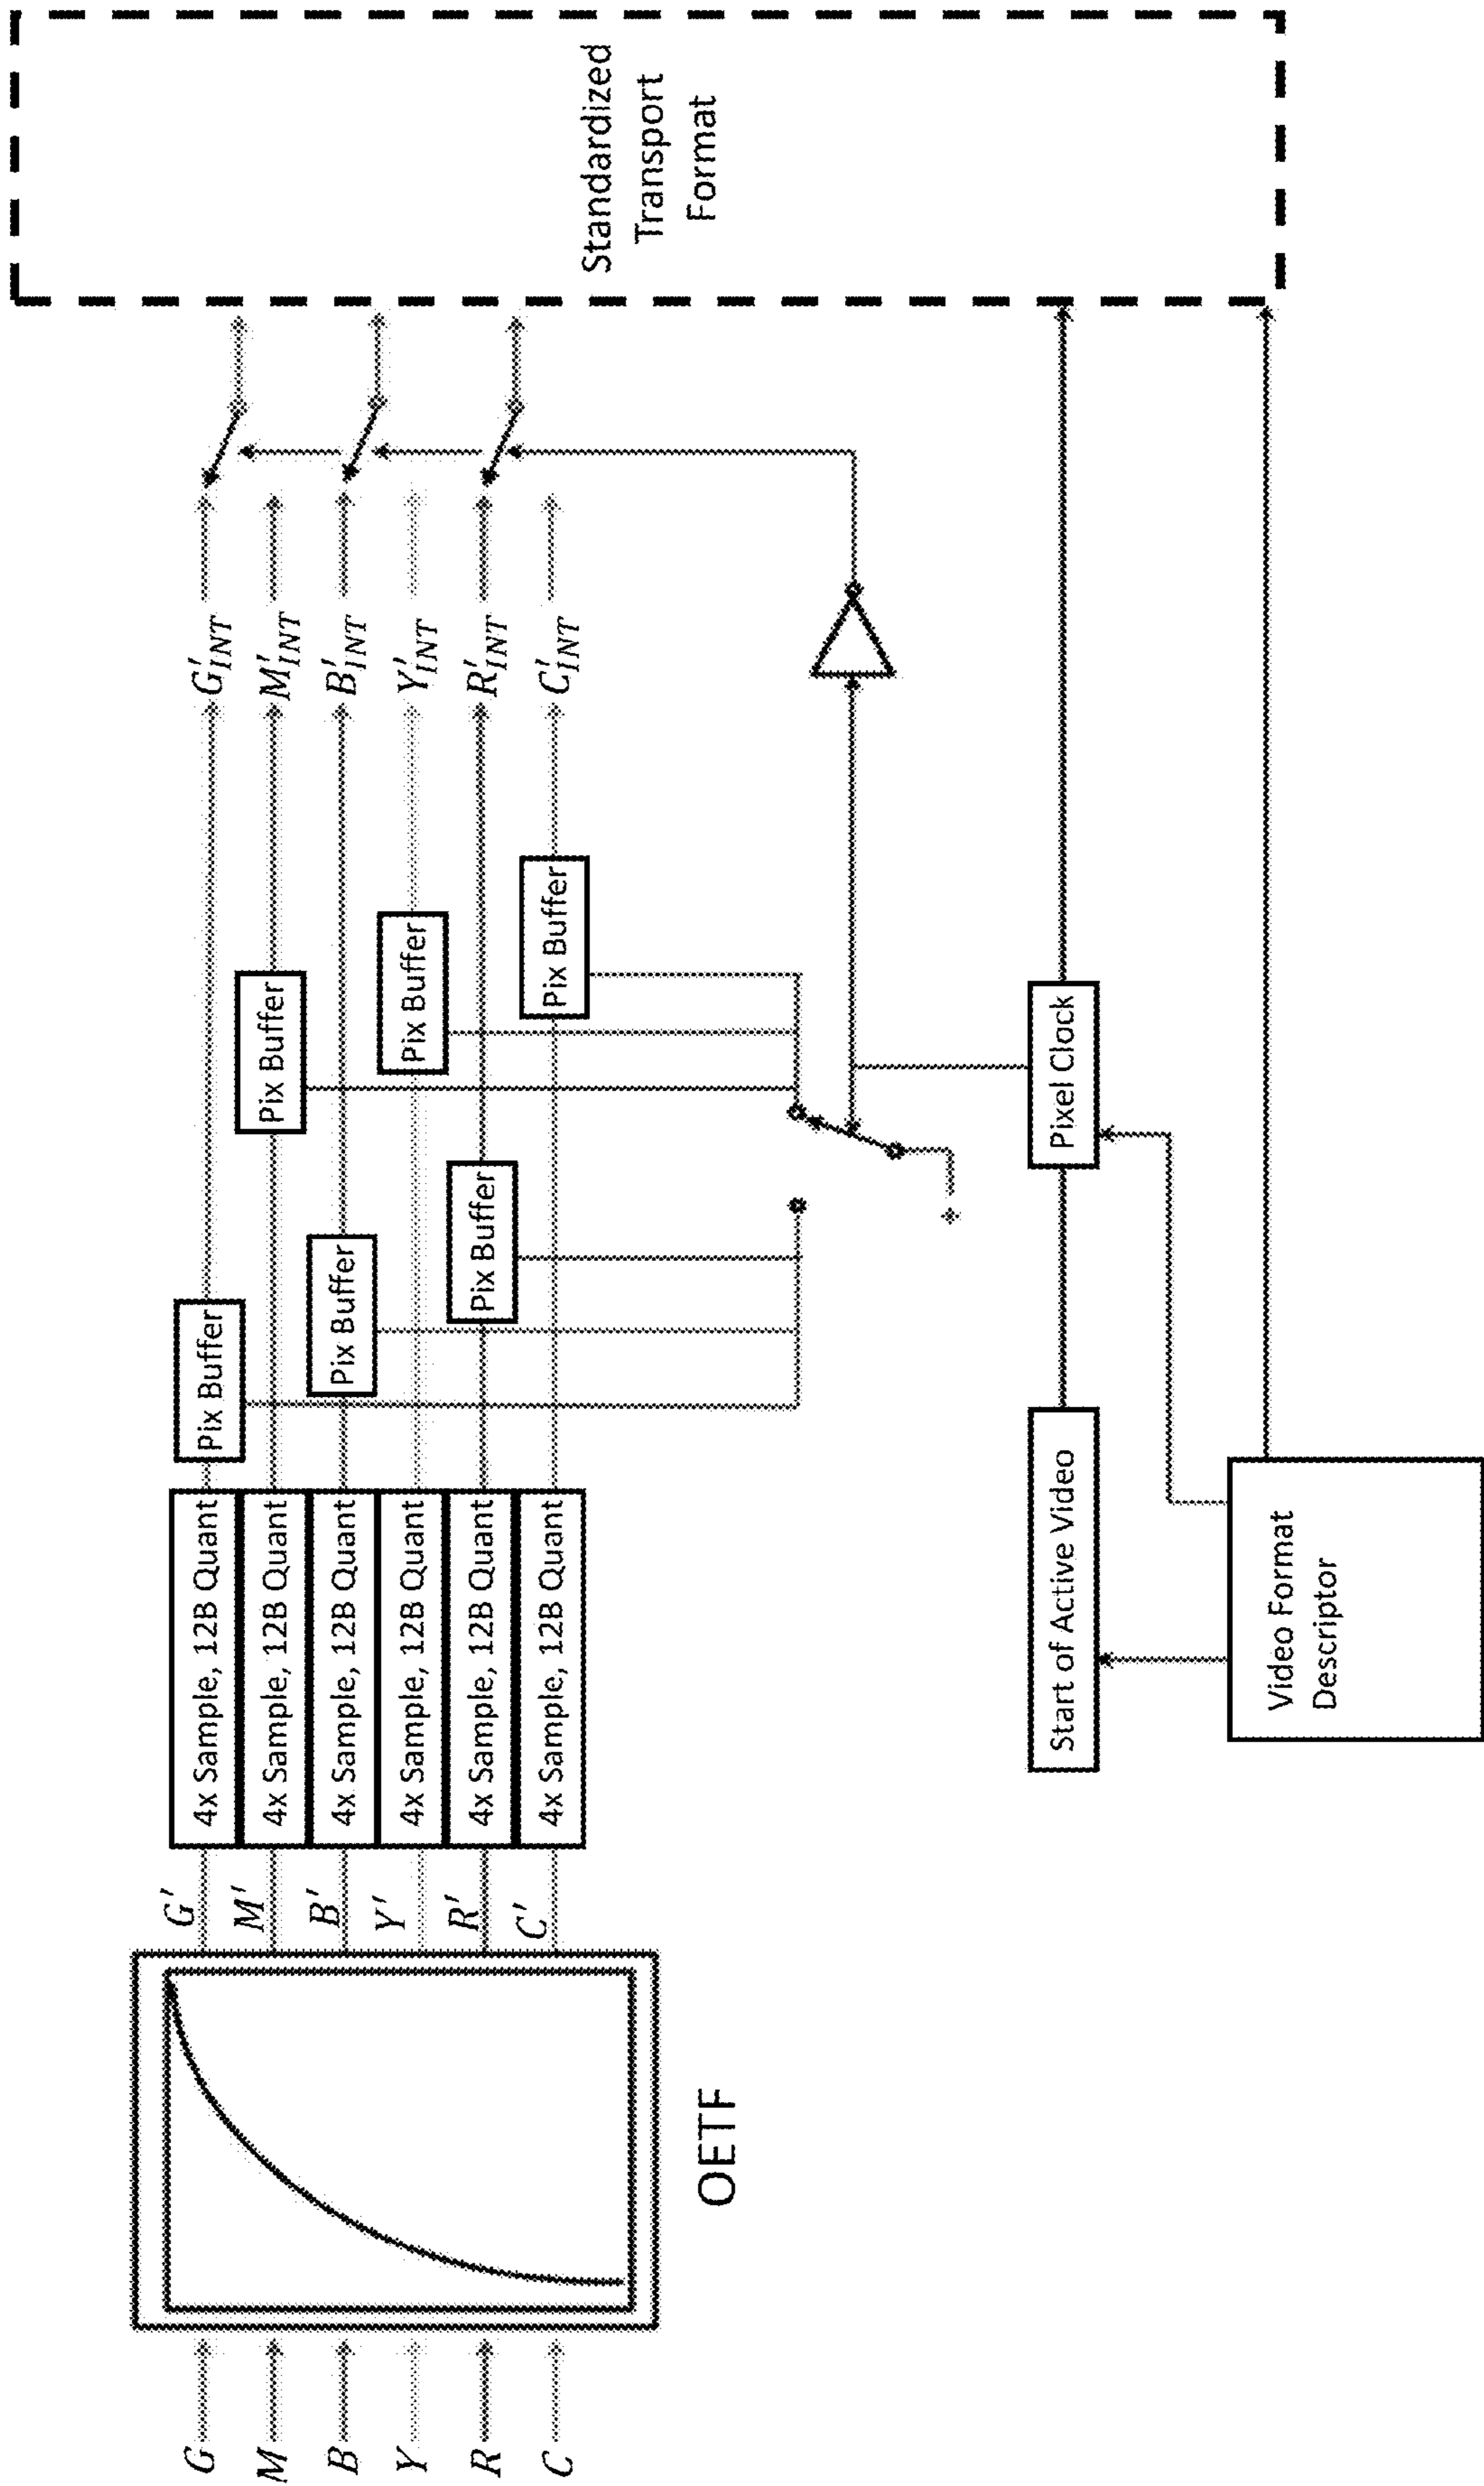 G
M
B
Y
R
C
OETF
G'
M'
B'
Y'
R'
C'
4x Sample, 12B Quant
4x Sample, 12B Quant
4x Sample, 12B Quant
4x Sample, 12B Quant
4x Sample, 12B Quant
4x Sample, 12B Quant
Pix Buffer
Pix Buffer
Pix Buffer
Pix Buffer
Pix Buffer
Pix Buffer
G'INT
M'INT
B'INT
Y'INT
R'INT
C'INT
Standardized
Transport
Format
Start of Active Video
Pixel Clock
Video Format
Descriptor